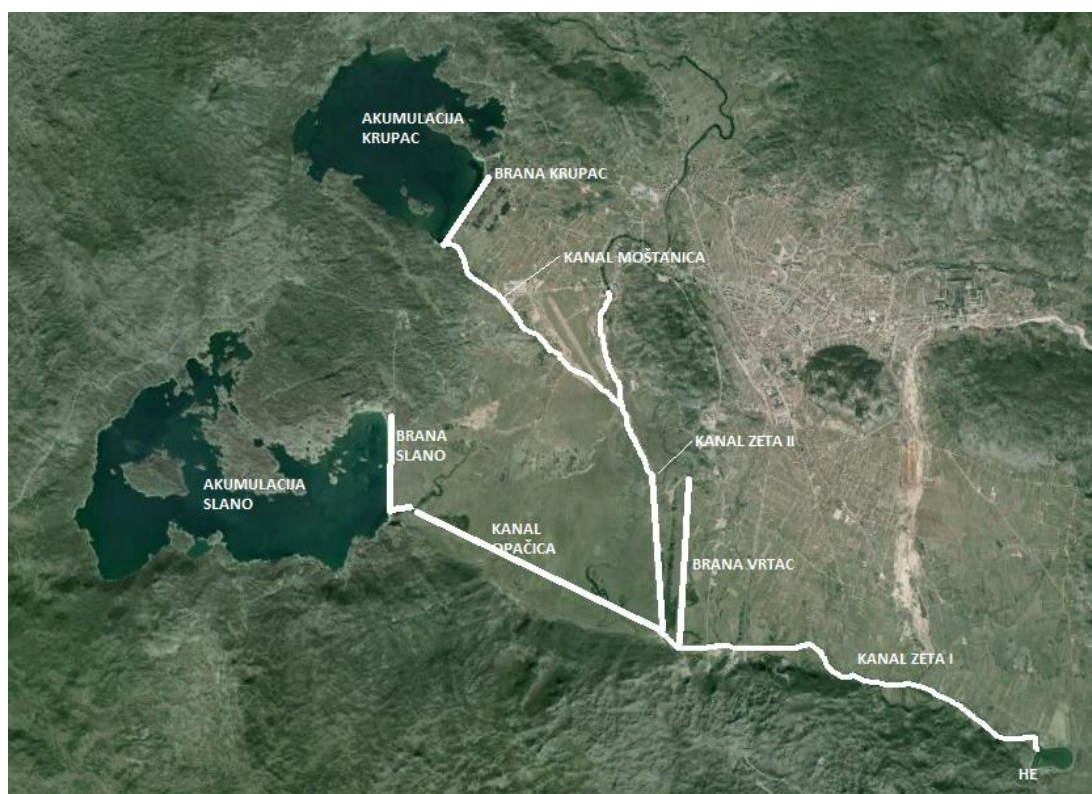 AKUMULACIJA
KRUPAC
BRANA KRUPAC
KANAL MOŠTANICA
BRANA
SLANO
KANAL ZETA II
AKUMULACIJA
SLANO
KANAL
OPAČICA
BRANA VRTAC
KANAL ZETA I
HE